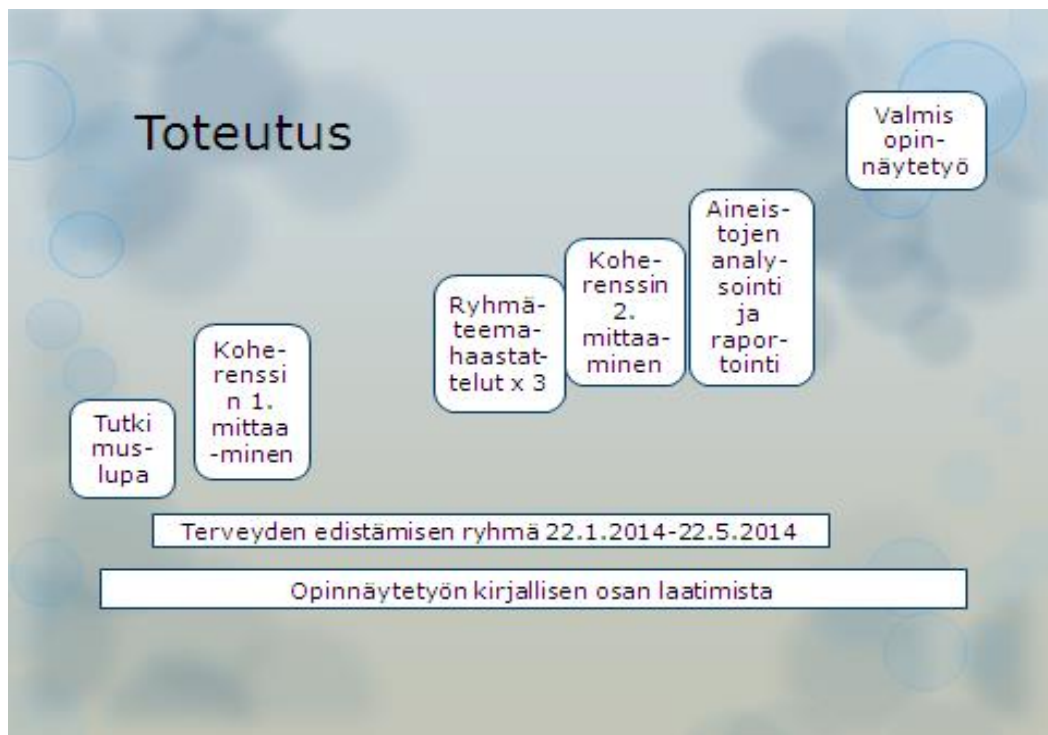 Toteutus
Tutki
mus-
lupa
Kohe-
renssi
n 1.
mittaa
-minen
Ryhmä-
teema-
haastat-
telut x 3
Kohe-
renssin
2.
mittaa-
minen
Aineis-
tojen
analy-
sointi
ja
rapor-
tointi
Valmis
opin-
näytetyö
Terveyden edistämisen ryhmä 22.1.2014-22.5.2014
Opinnäytetyön kirjallisen osan laatimista